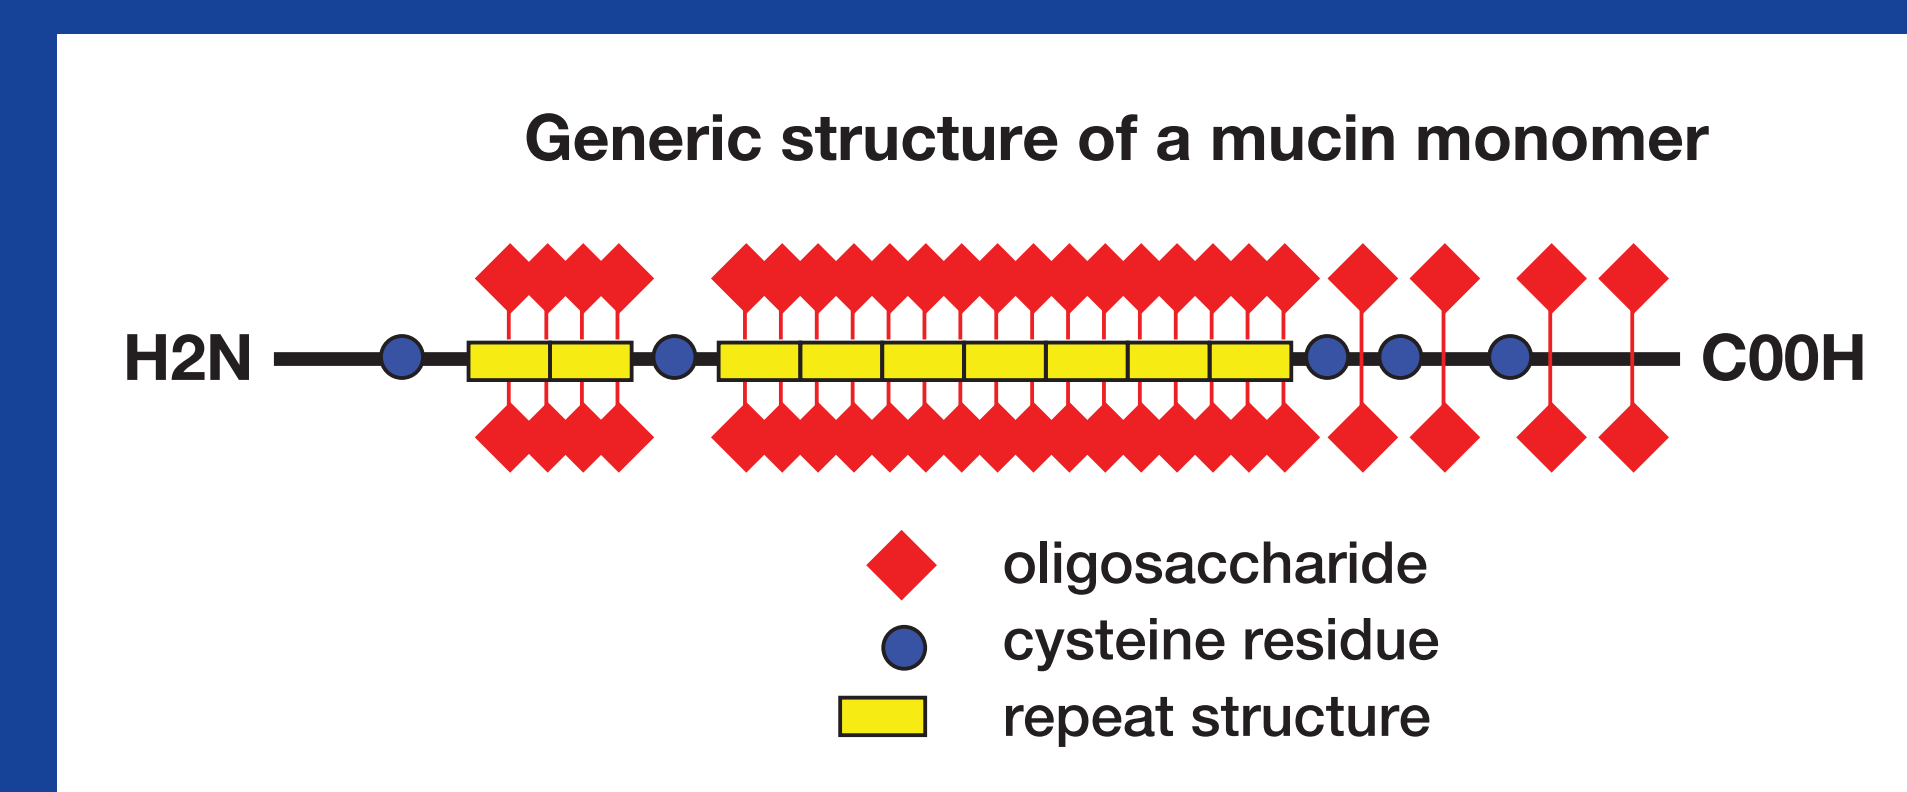 Generic structure of a mucin monomer
H2N C00H
oligosaccharide
cysteine residue
repeat structure